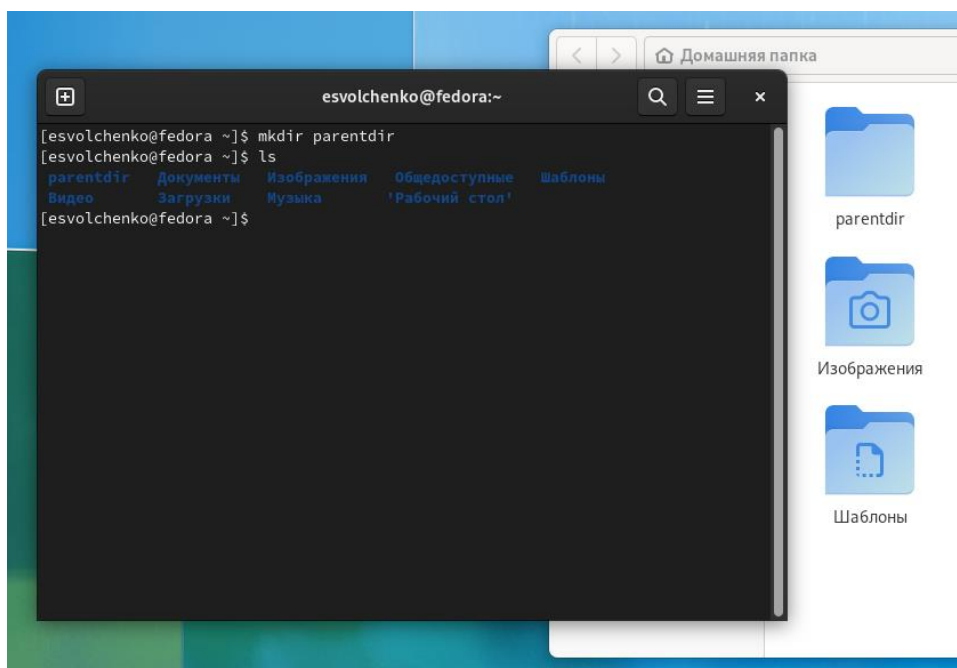 Домашняя папка
esvolchenko@fedora:~
[esvolchenko@fedora ~]$ mkdir parentdir
[esvolchenko@fedora ~]$ ls
parentdir Документы Изображения Общедоступные Шаблоны
Видео Загрузки Музыка 'Рабочий стол'
[esvolchenko@fedora ~]$
parentdir
Изображения
Шаблоны